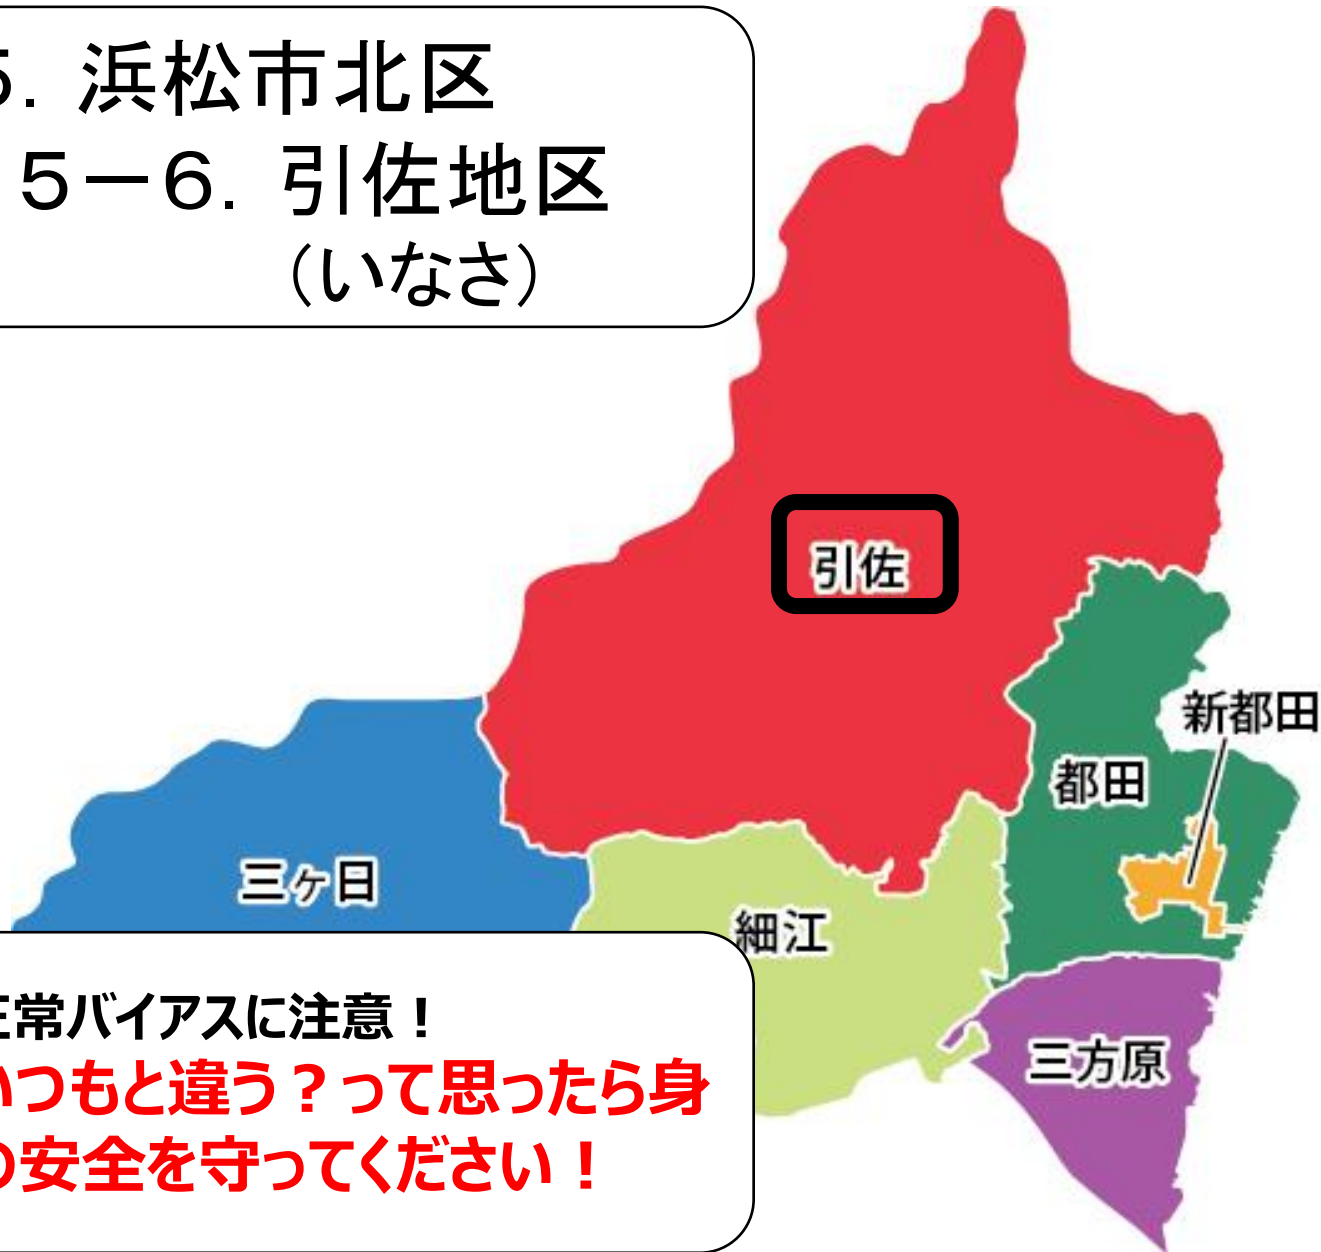 5. 浜松市北区
5－6. 引佐地区
（いなさ）
引佐
新都田
都田
三ヶ日
細江
三方原
正常バイアスに注意！
いつもと違う？って思ったら身
の安全を守ってください！